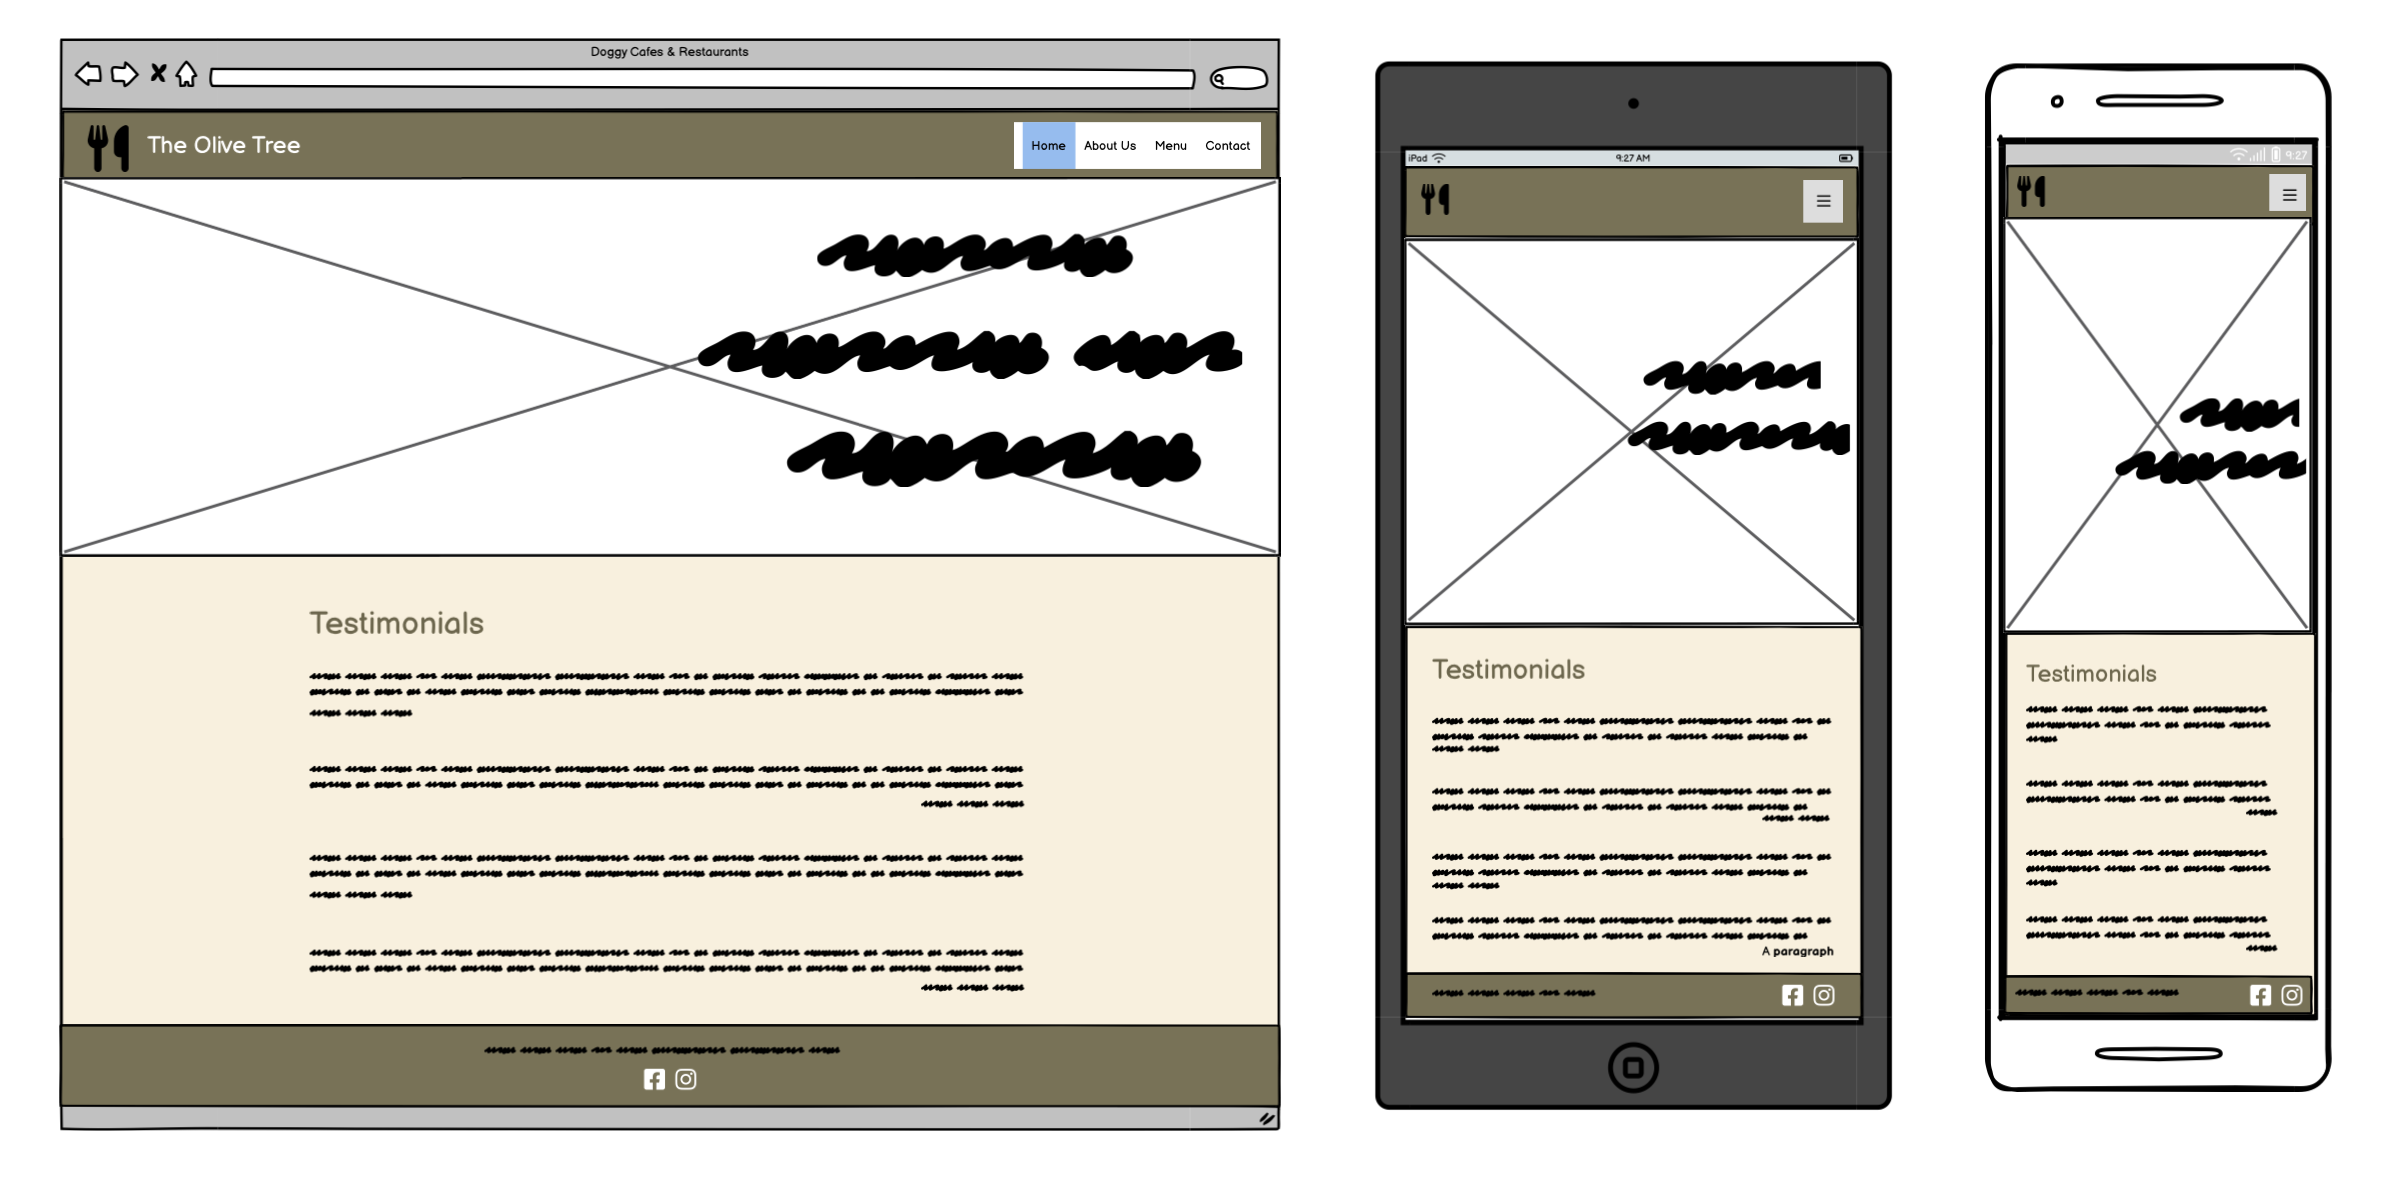 Doggy Cafes & Restaurants
The Olive Tree
Home About Us Menu Contact
Testimonials
iPad 9:27 AM
Testimonials
A paragraph
9:27
Testimonials